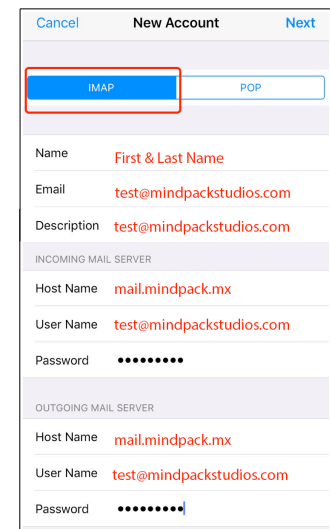 Cancel New Account Next
IMAP POP
Name First & Last Name
Email test@mindpackstudios.com
Description test@mindpackstudios.com
INCOMING MAIL SERVER
Host Name mail.mindpack.mx
User Name test@mindpackstudios.com
Password •••••••••
OUTGOING MAIL SERVER
Host Name mail.mindpack.mx
User Name test@mindpackstudios.com
Password •••••••••